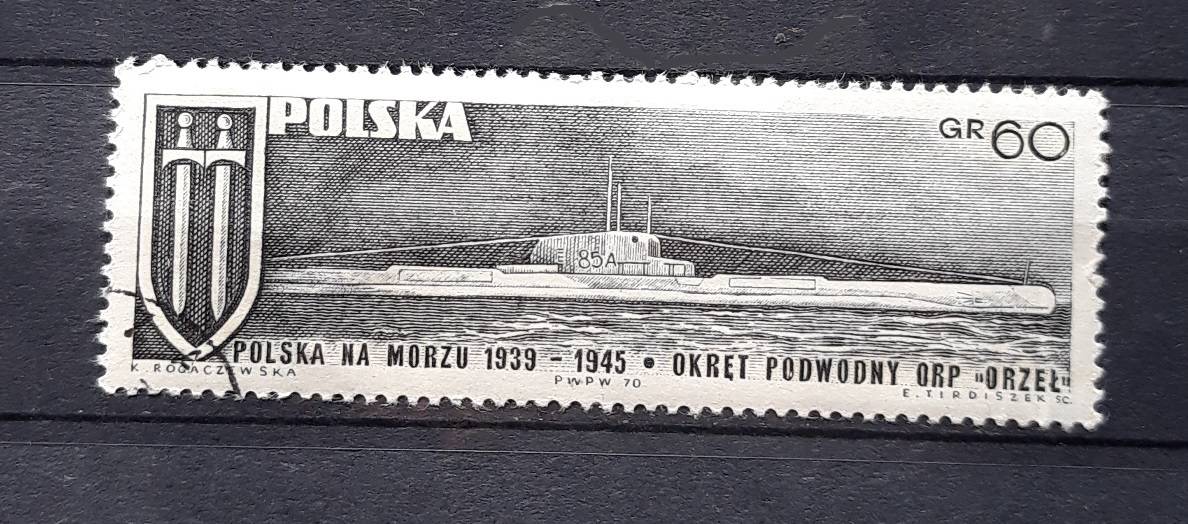 POLSKA
GR 60
85A
POLSKA NA MORZU 1939 - 1945 • OKRĘT PODWODNY ORP "ORZEŁ"
K. ROGACZEWSKA
PWPW 70
E. TIRDISZEK SC.